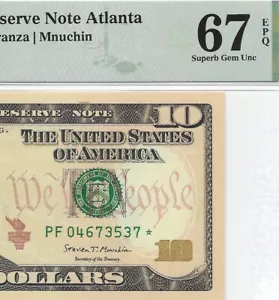 serve Note Atlanta
ranza | Mnuchin
67 EPQ
Superb Gem Unc
SERVE NOTE
10
THE UNITED STATES
OF AMERICA
We the People
PF 04673537 *
Steven T. Mnuchin
Secretary of the Treasury.
10
DOLLARS